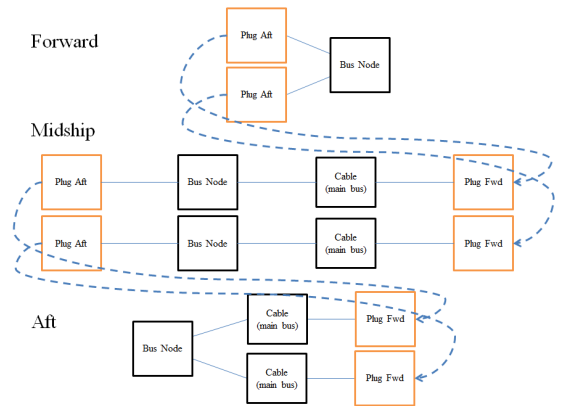 Forward
Plug Aft
Plug Aft
Bus Node
Midship
Plug Aft
Bus Node
Cable
(main bus)
Plug Fwd
Plug Aft
Bus Node
Cable
(main bus)
Plug Fwd
Aft
Bus Node
Cable
(main bus)
Plug Fwd
Cable
(main bus)
Plug Fwd